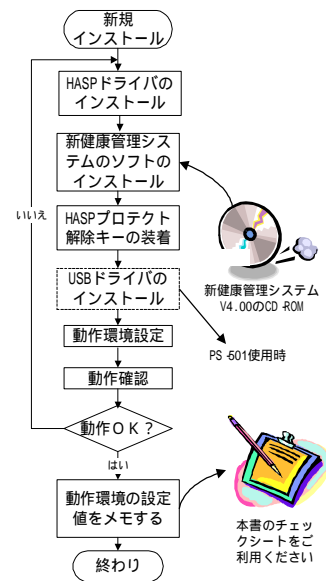 新規
インストール
HASPドライバの
インストール
新健康管理シス
テムのソフトの
インストール
いいえ
HASPプロテクト
解除キーの装着
新健康管理システム
V4.00のCD-ROM
USBドライバの
インストール
動作環境設定
PS-501使用時
動作確認
動作OK?
はい
動作環境の設定
値をメモする
本書のチェッ
クシートをご
利用ください
終わり